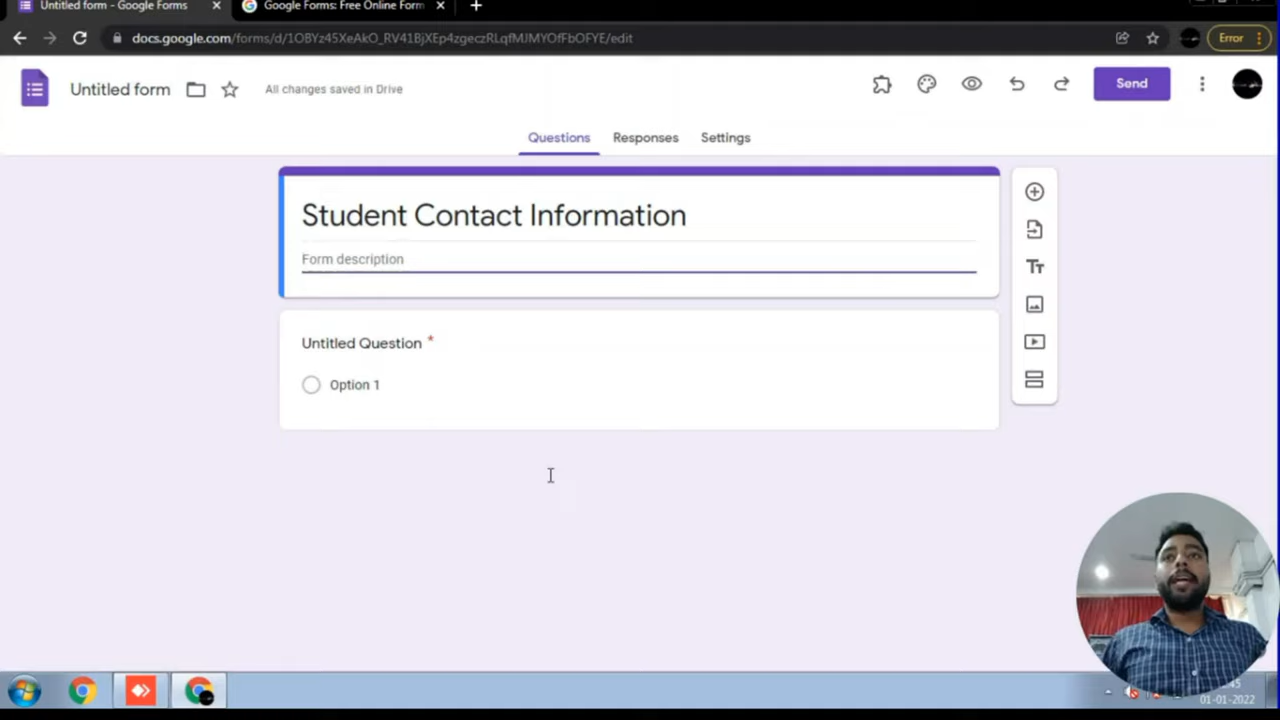 Untitled form - Google Forms
Google Forms: Free Online Form
docs.google.com/forms/d/1OBYz45XeAkO_RV41BjXEp4zgeczRLqfMJMYOfFbOFYE/edit
Error
Untitled form
All changes saved in Drive
Send
Questions
Responses
Settings
Student Contact Information
Form description
Untitled Question *
Option 1
01-01-2022